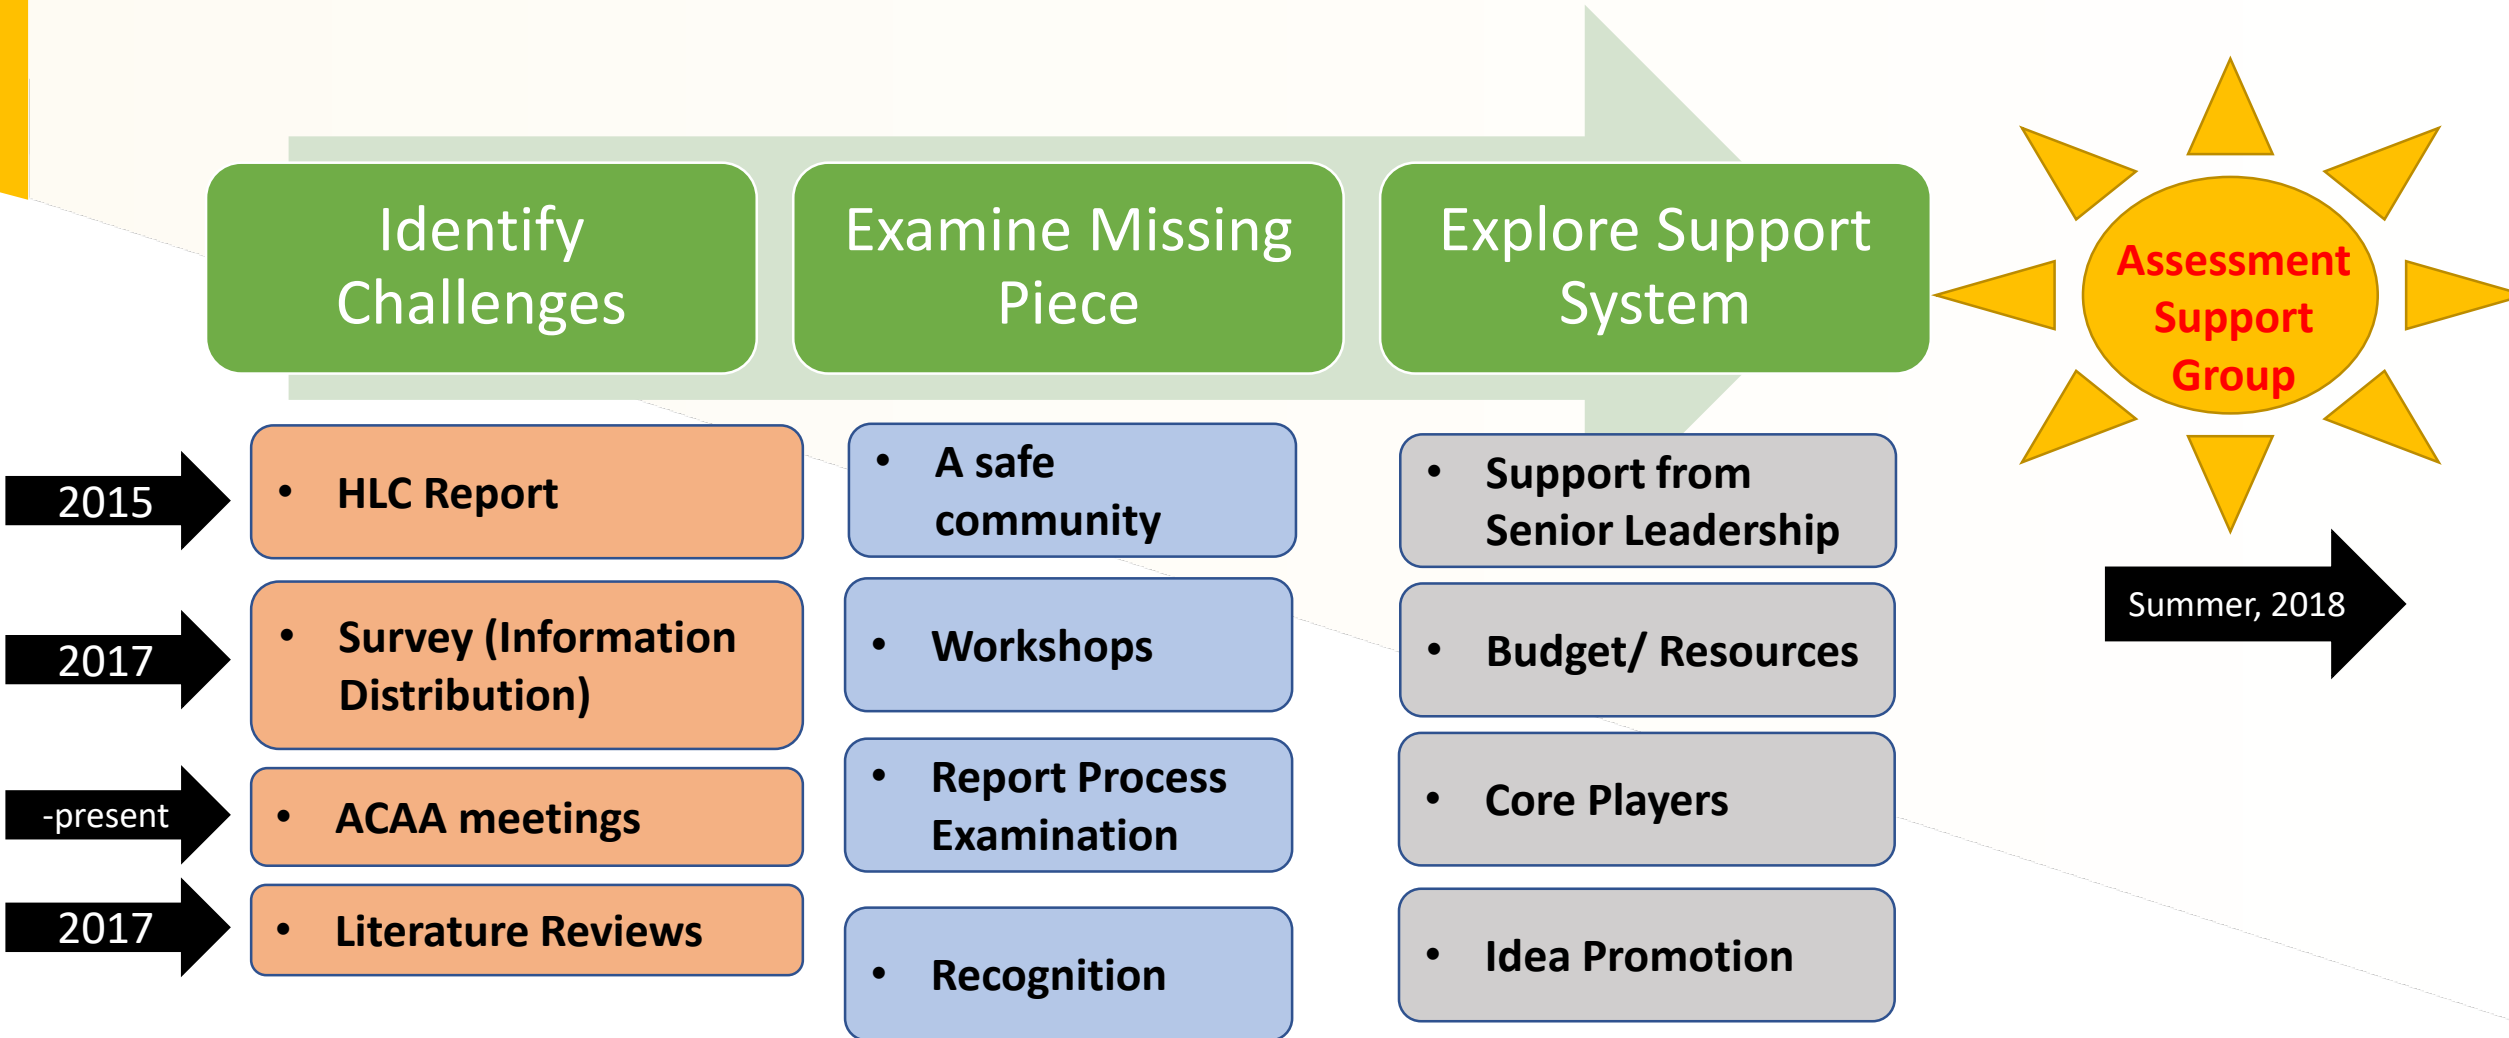 Identify
Challenges
Examine Missing
Piece
Explore Support
System
Assessment
Support
Group
2015
• HLC Report
2017
• Survey (Information
Distribution)
-present
• ACAA meetings
2017
• Literature Reviews
• A safe
community
• Workshops
• Report Process
Examination
• Recognition
• Support from
Senior Leadership
• Budget/ Resources
• Core Players
• Idea Promotion
Summer, 2018